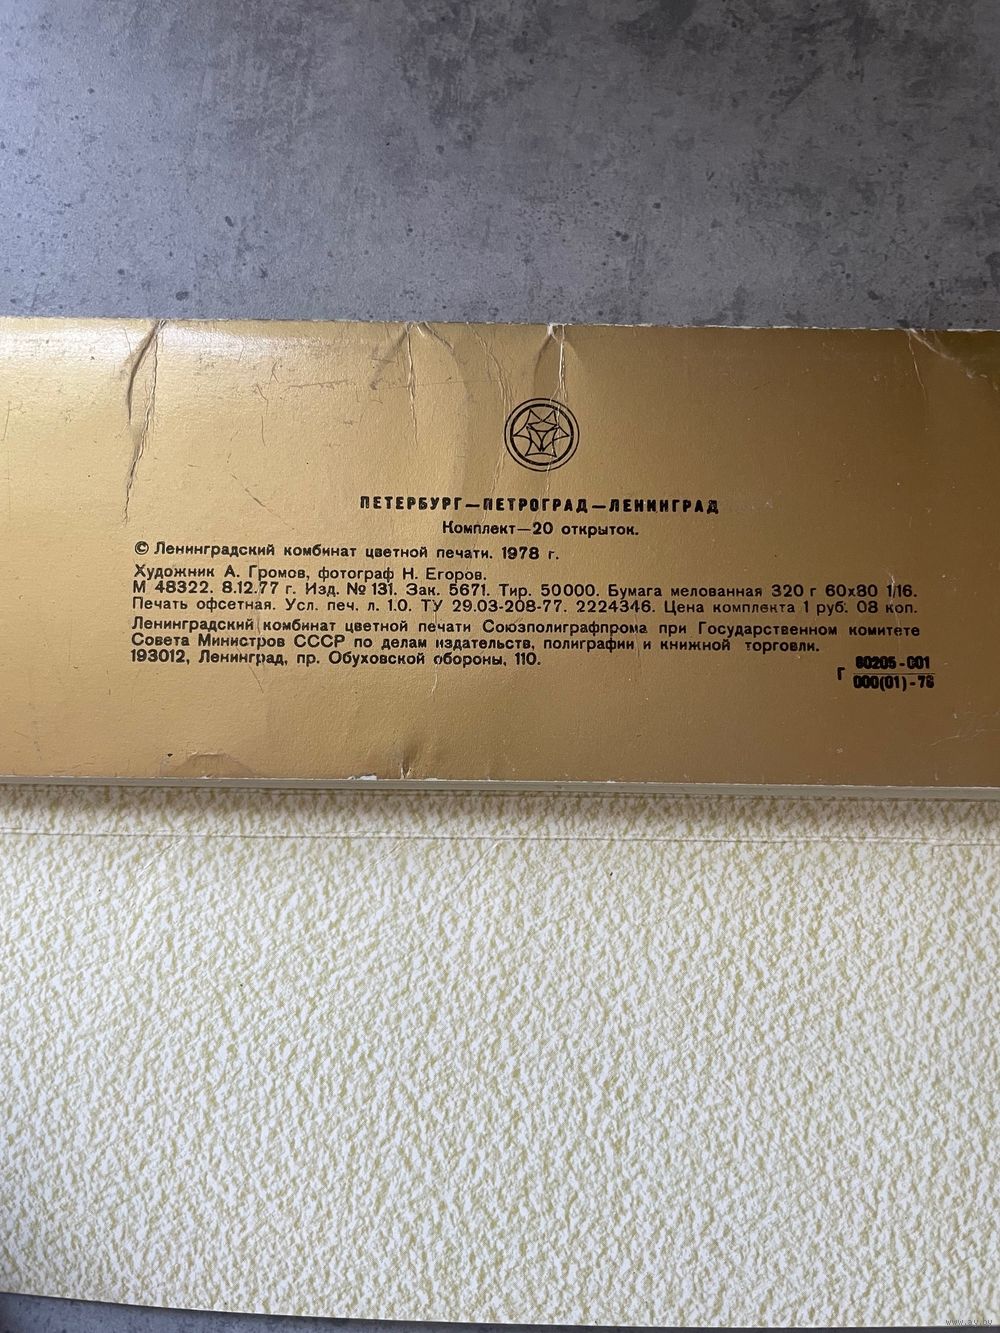 ПЕТЕРБУРГ—ПЕТРОГРАД—ЛЕНИНГРАД
Комплект—20 открыток.
© Ленинградский комбинат цветной печати. 1978 г.
Художник А. Громов, фотограф Н. Егоров.
М 48322. 8.12.77 г. Изд. № 131. Зак. 5671. Тир. 50000. Бумага мелованная 320 г 60х80 1/16.
Печать офсетная. Усл. печ. л. 1.0. ТУ 29.03-208-77. 2224346. Цена комплекта 1 руб. 08 коп.
Ленинградский комбинат цветной печати Союзполиграфпрома при Государственном комитете
Совета Министров СССР по делам издательств, полиграфии и книжной торговли.
193012, Ленинград, пр. Обуховской обороны, 110.
Г 80205-001
000(01)-78
www.ay.by